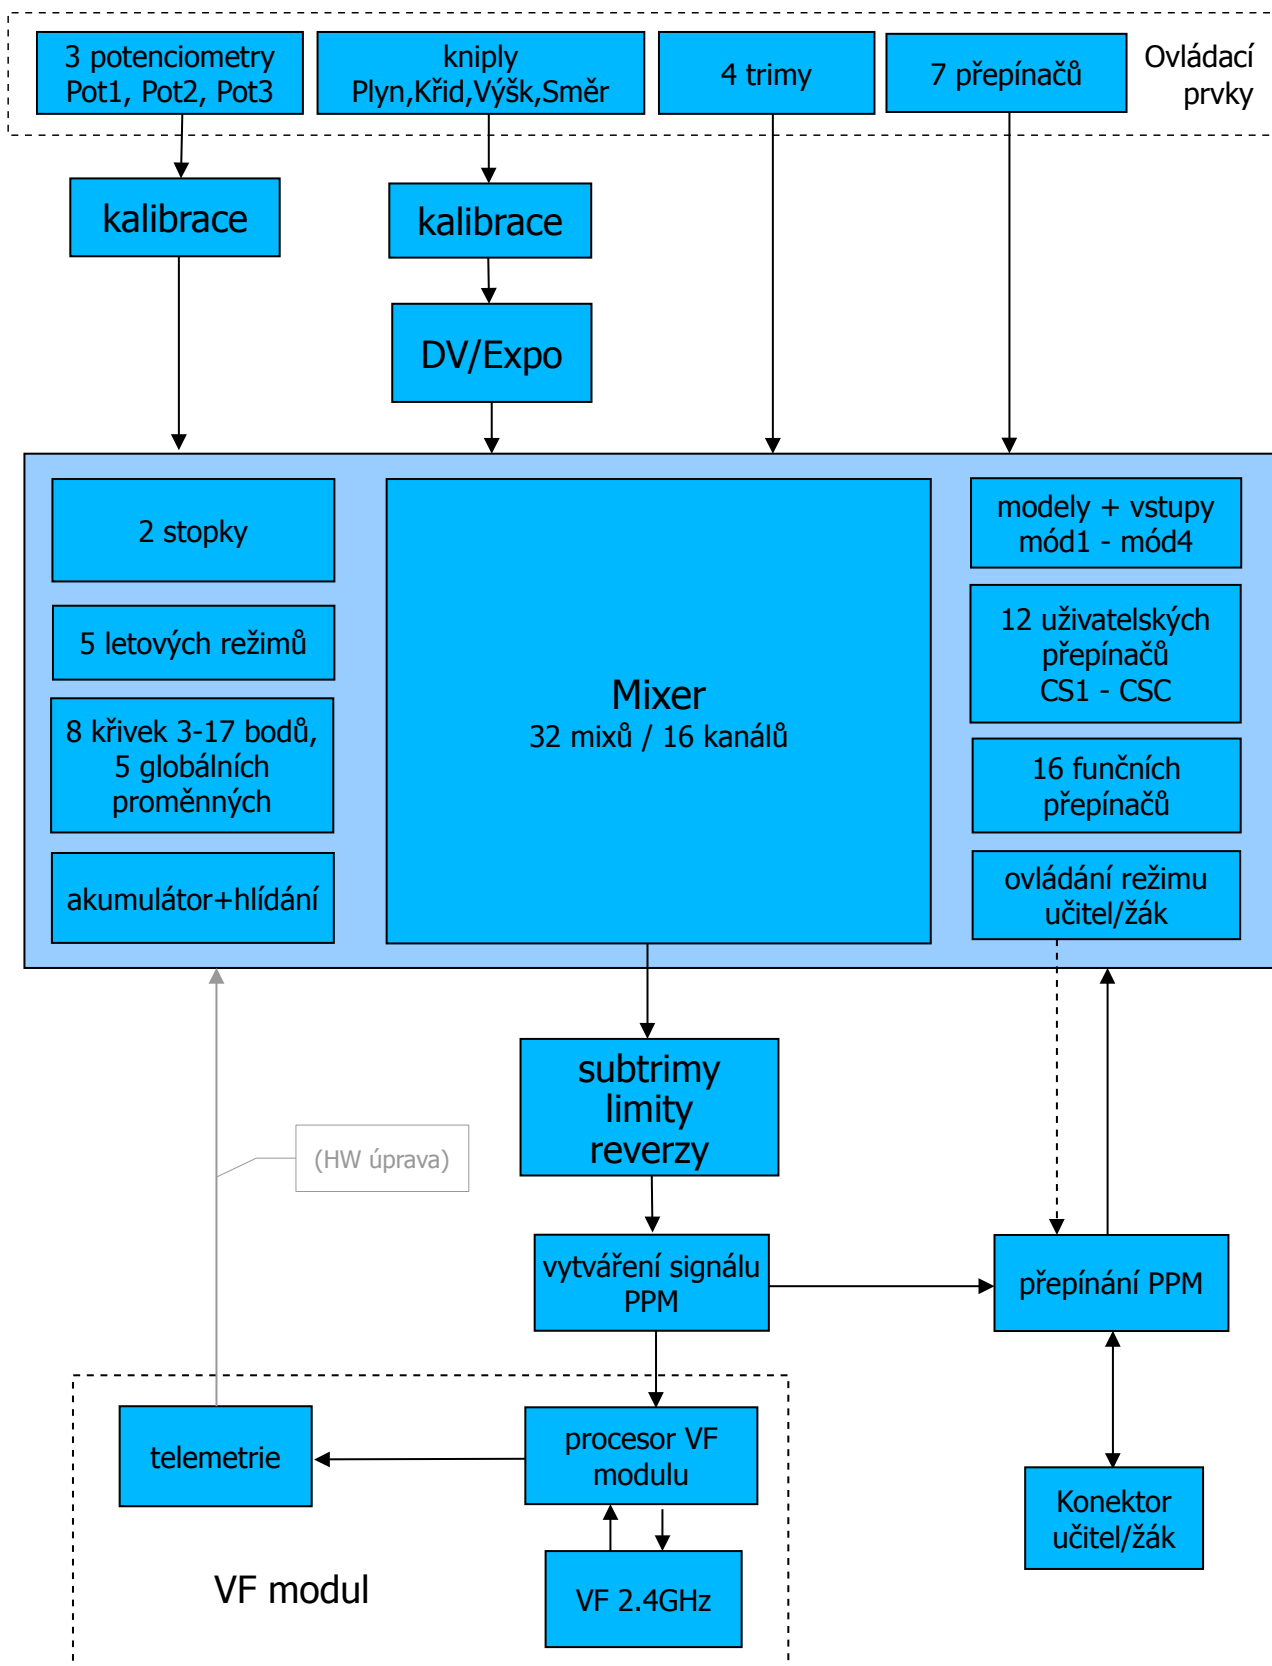 3 potenciometry
Pot1, Pot2, Pot3
kniply
Plyn,Křid,Výšk,Směr
4 trimy
7 přepínačů
Ovládací
prvky
kalibrace
kalibrace
DV/Expo
2 stopky
5 letových režimů
8 křivek 3-17 bodů,
5 globálních
proměnných
akumulátor+hlídání
Mixer
32 mixů / 16 kanálů
modely + vstupy
mód1 - mód4
12 uživatelských
přepínačů
CS1 - CSC
16 funčních
přepínačů
ovládání režimu
učitel/žák
subtrimy
limity
reverzy
(HW úprava)
vytváření signálu
PPM
přepínání PPM
telemetrie
procesor VF
modulu
Konektor
učitel/žák
VF modul
VF 2.4GHz